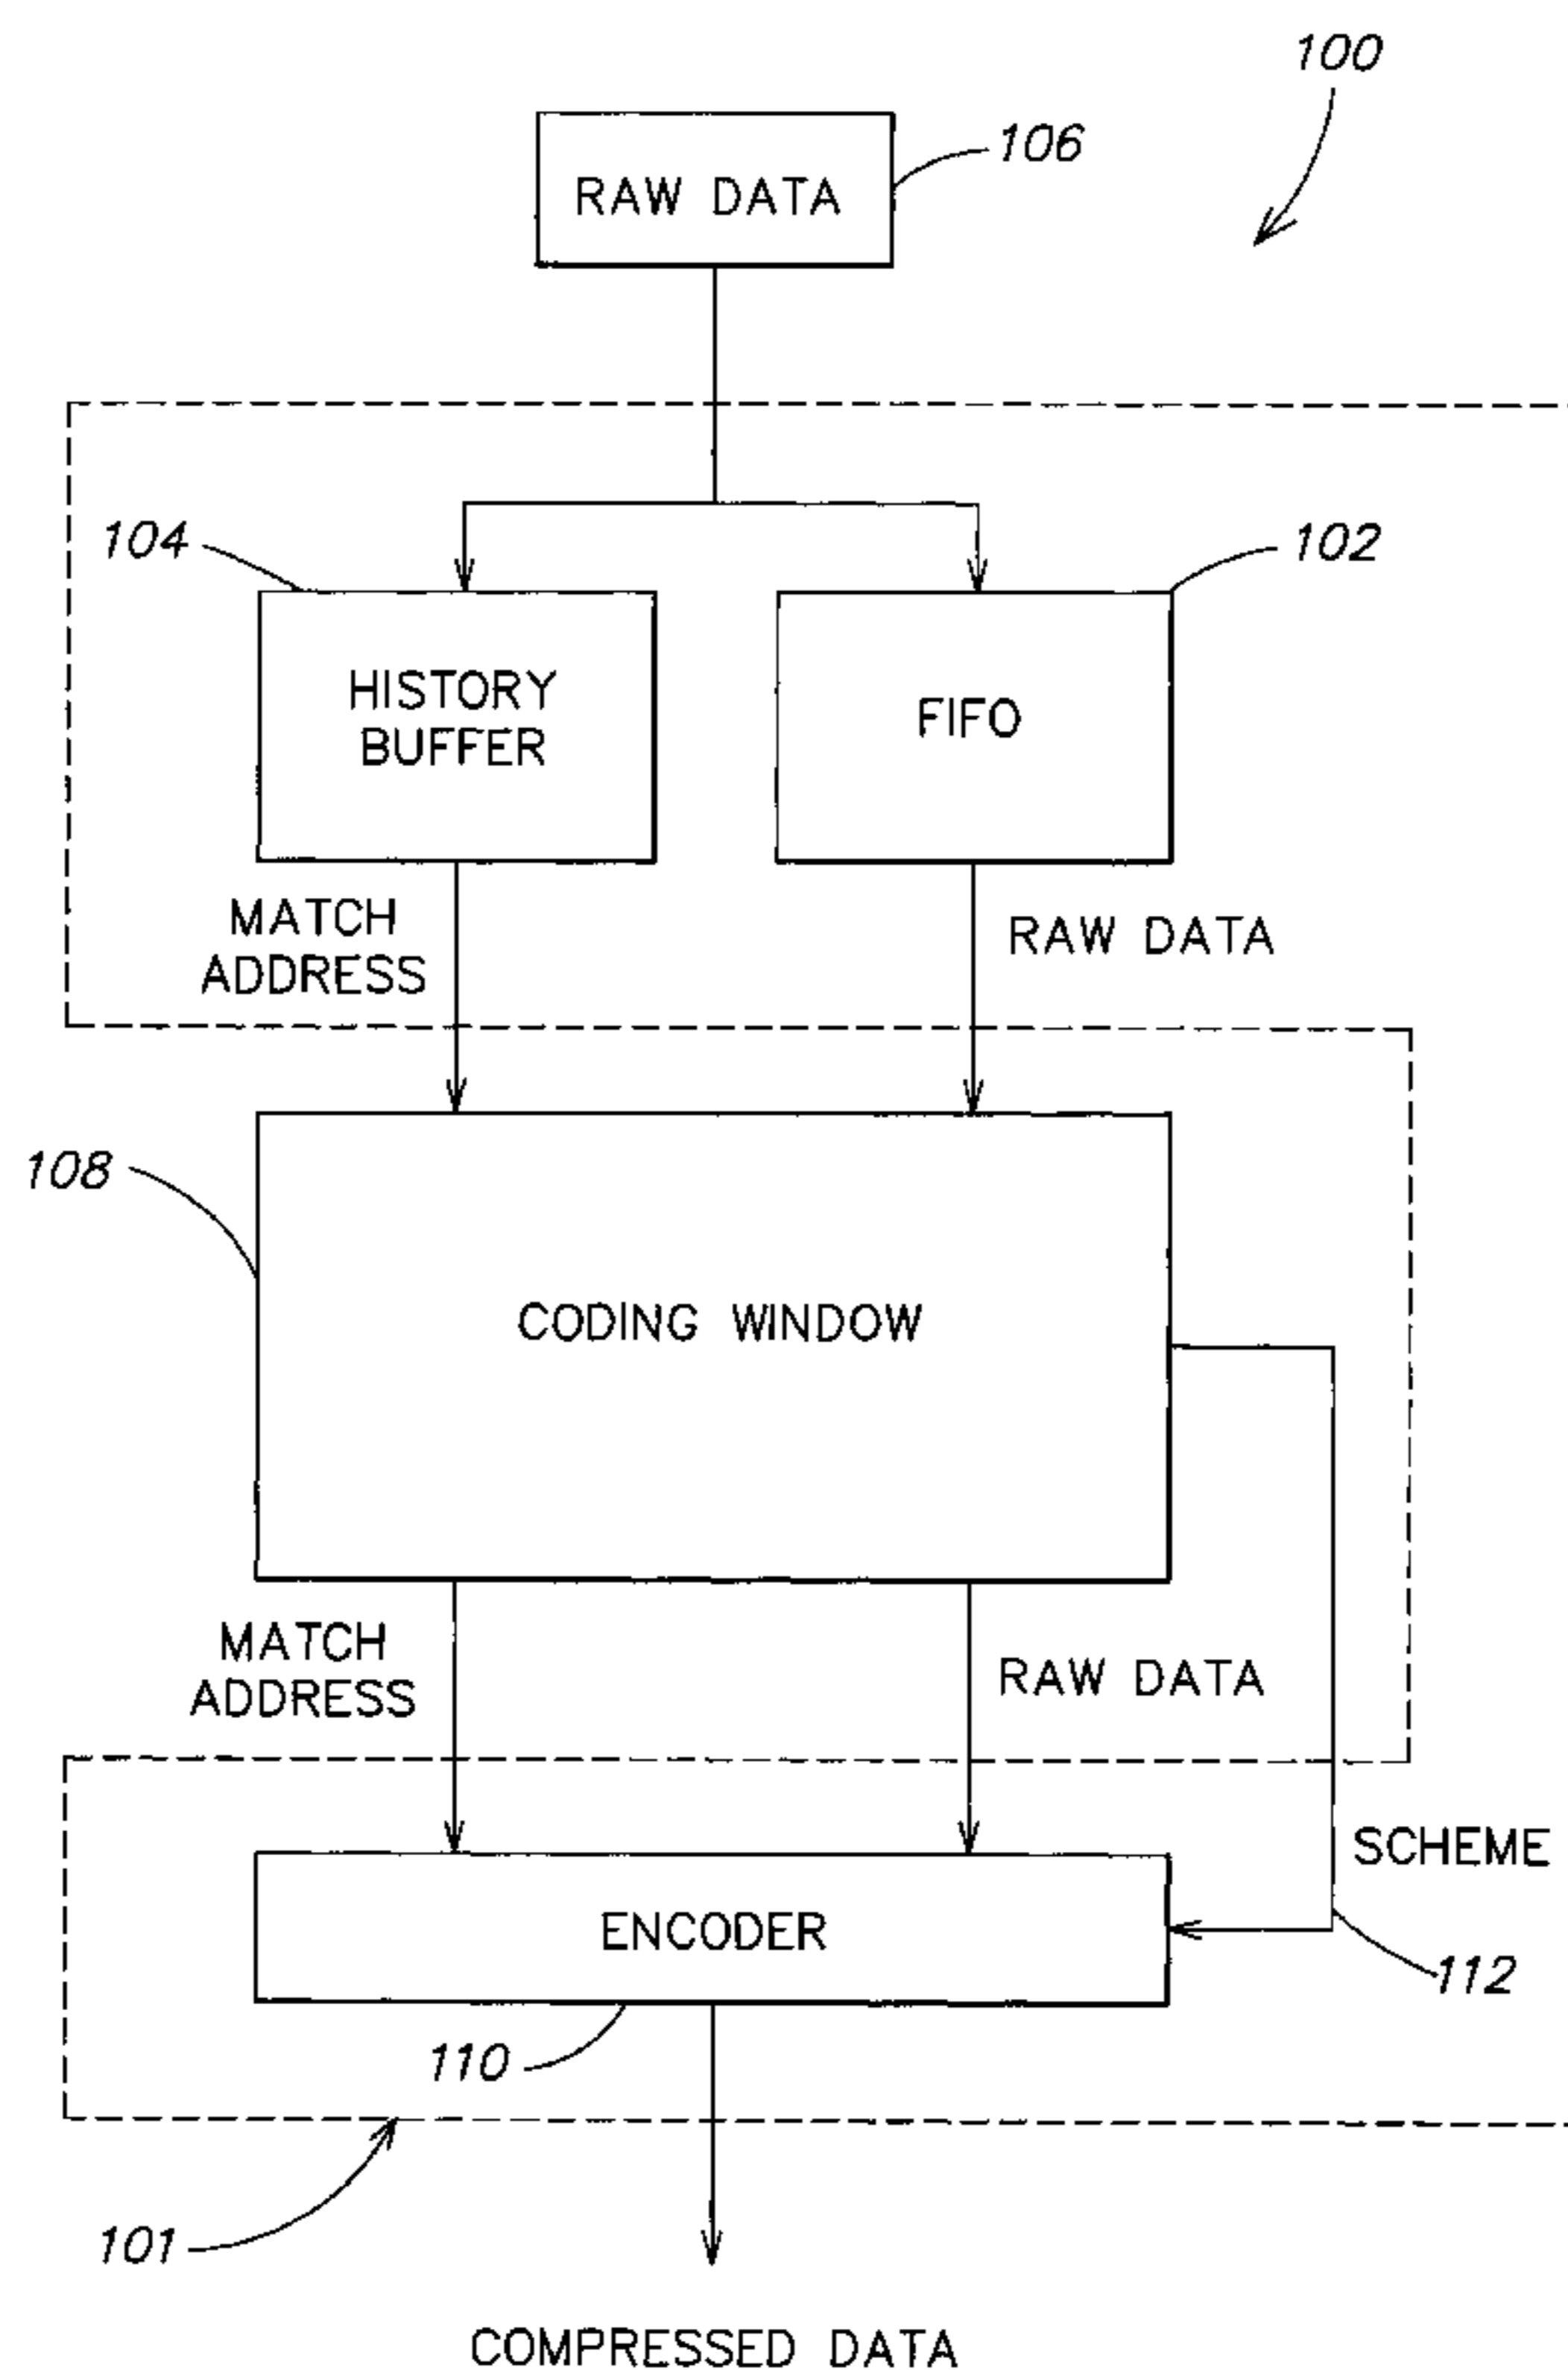 100
106
RAW DATA
104
102
HISTORY
BUFFER
FIFO
MATCH
ADDRESS
RAW DATA
108
CODING WINDOW
MATCH
ADDRESS
RAW DATA
SCHEME
ENCODER
112
110
101
COMPRESSED DATA